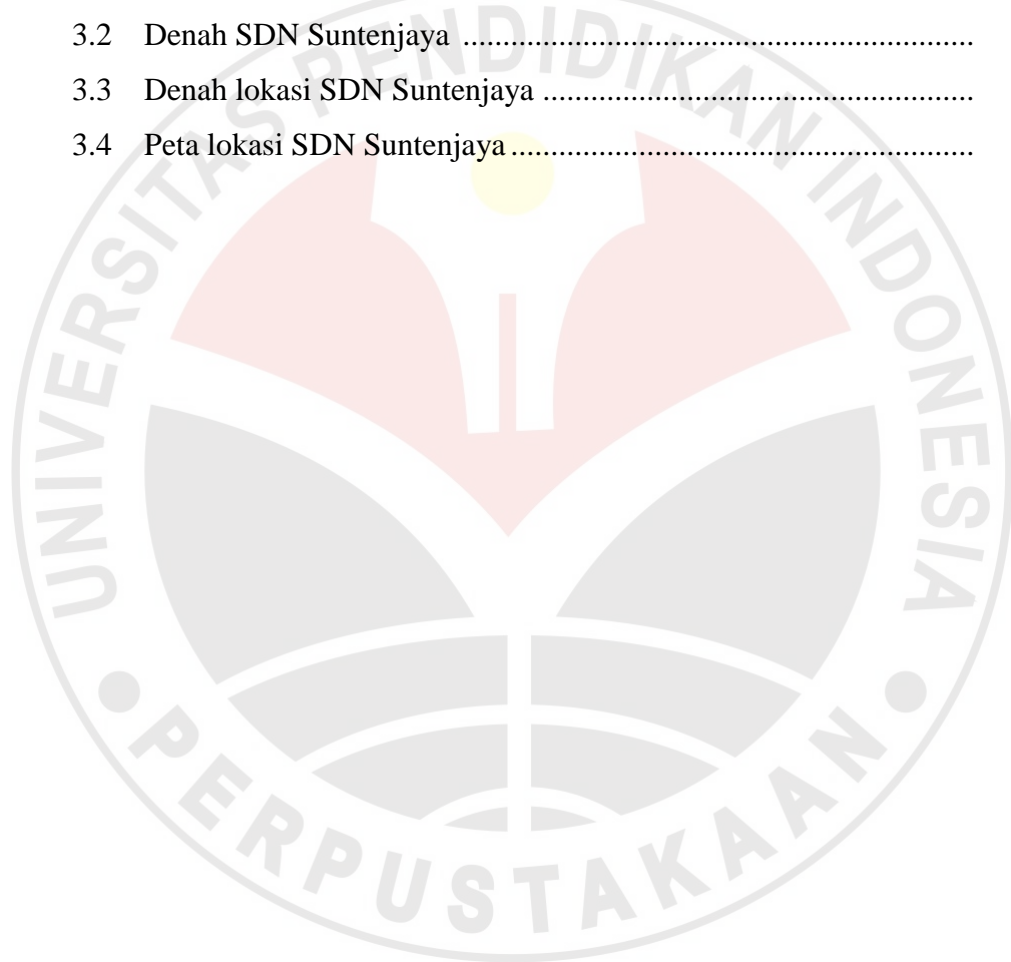 3.2 Denah SDN Suntenjaya ....................................................................
3.3 Denah lokasi SDN Suntenjaya .........................................................
3.4 Peta lokasi SDN Suntenjaya .............................................................
UNIVERSITAS PENDIDIKAN INDONESIA
PERPUSTAKAAN